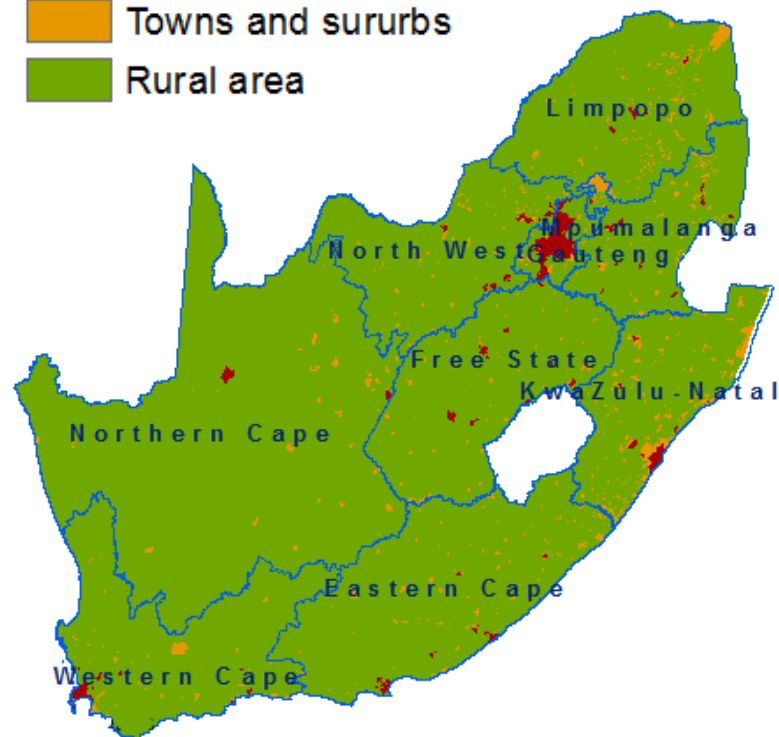 Towns and sururbs
Rural area
Limpopo
Mpumalanga
North West
Gauteng
Free State
KwaZulu-Natal
Northern Cape
Eastern Cape
Western Cape